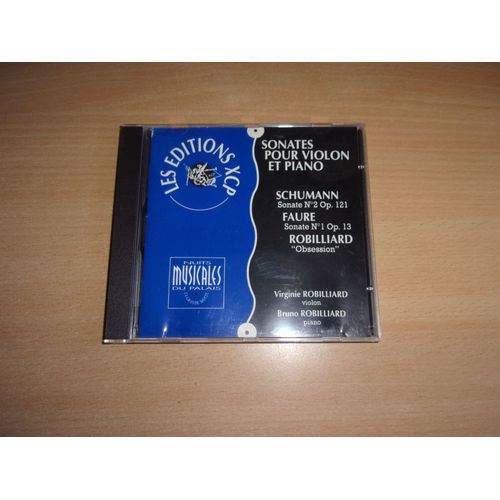 LES EDITIONS XCP
SONATES
POUR VIOLON
ET PIANO
SCHUMANN
Sonate N°2 Op. 121
FAURE
Sonate N°1 Op. 13
ROBILLIARD
"Obsession"
NUITS
MUSICALES
DU PALAIS
Virginie ROBILLIARD
violon
Bruno ROBILLIARD
piano